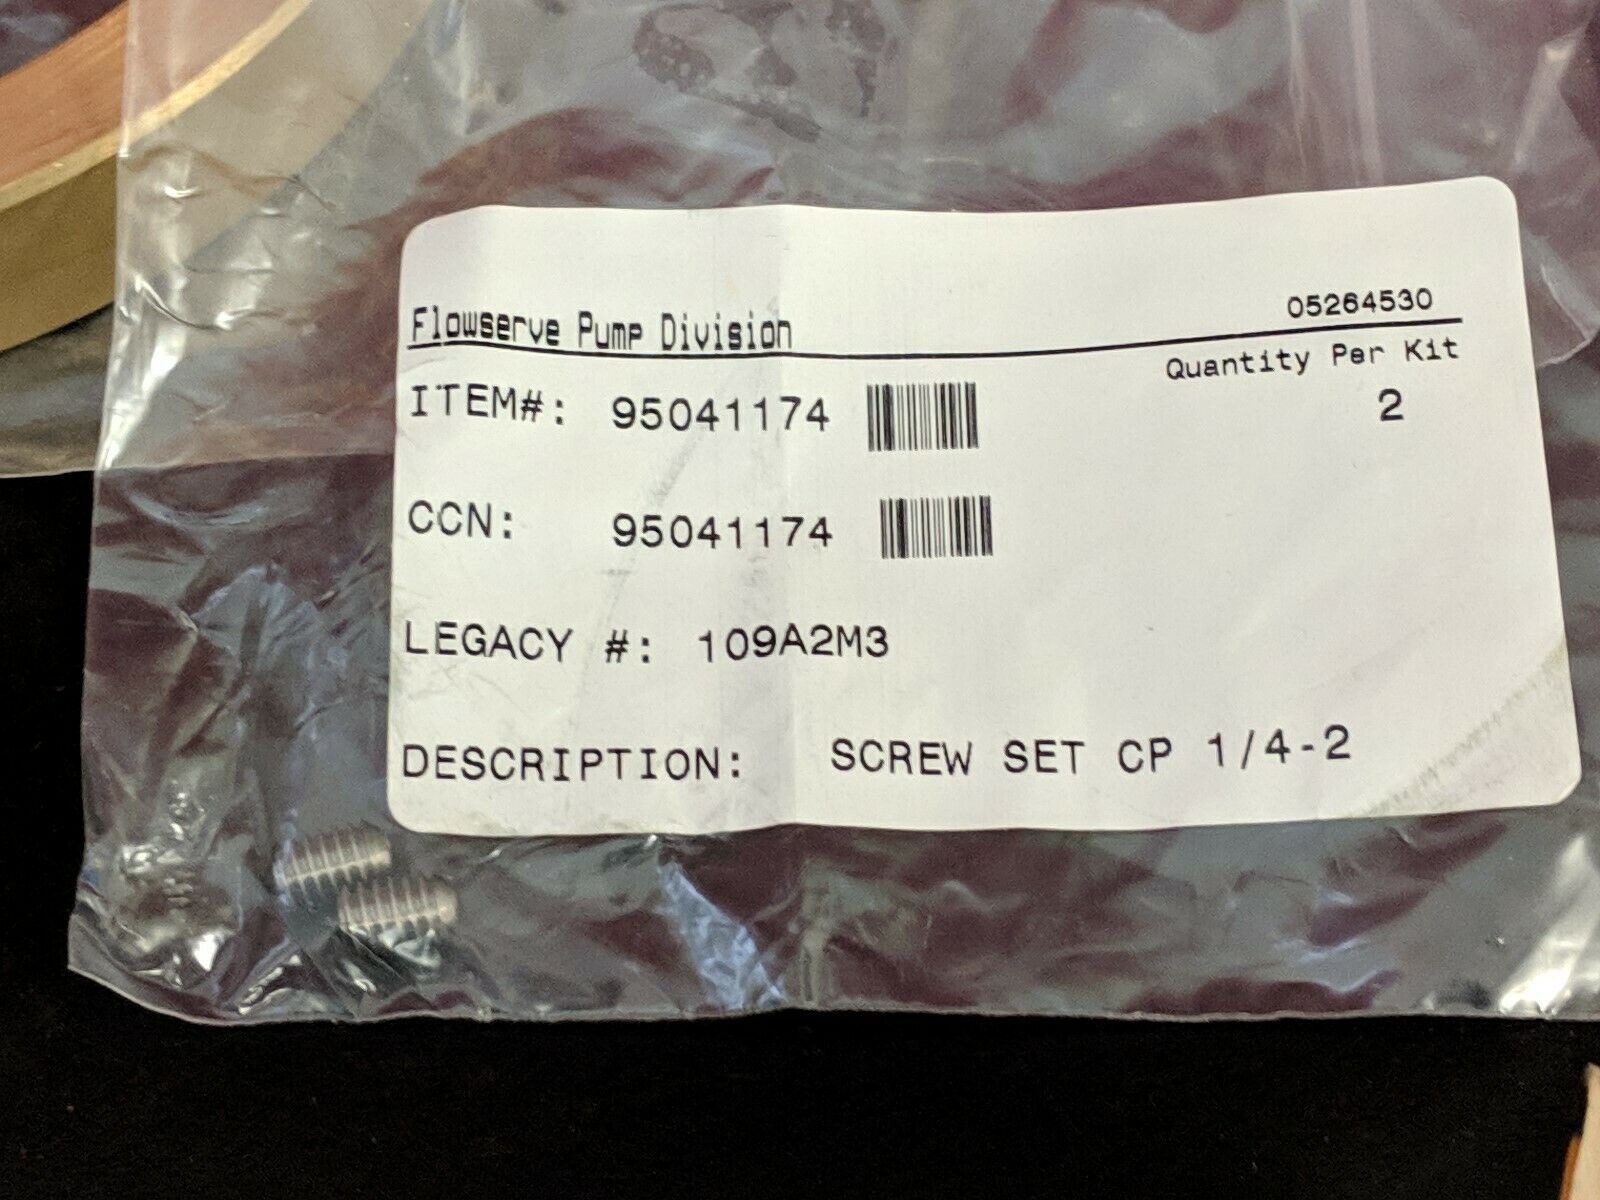 05264530
Flowserve Pump Division
Quantity Per Kit
ITEM#: 95041174 2
CCN: 95041174
LEGACY #: 109A2M3
DESCRIPTION: SCREW SET CP 1/4-2